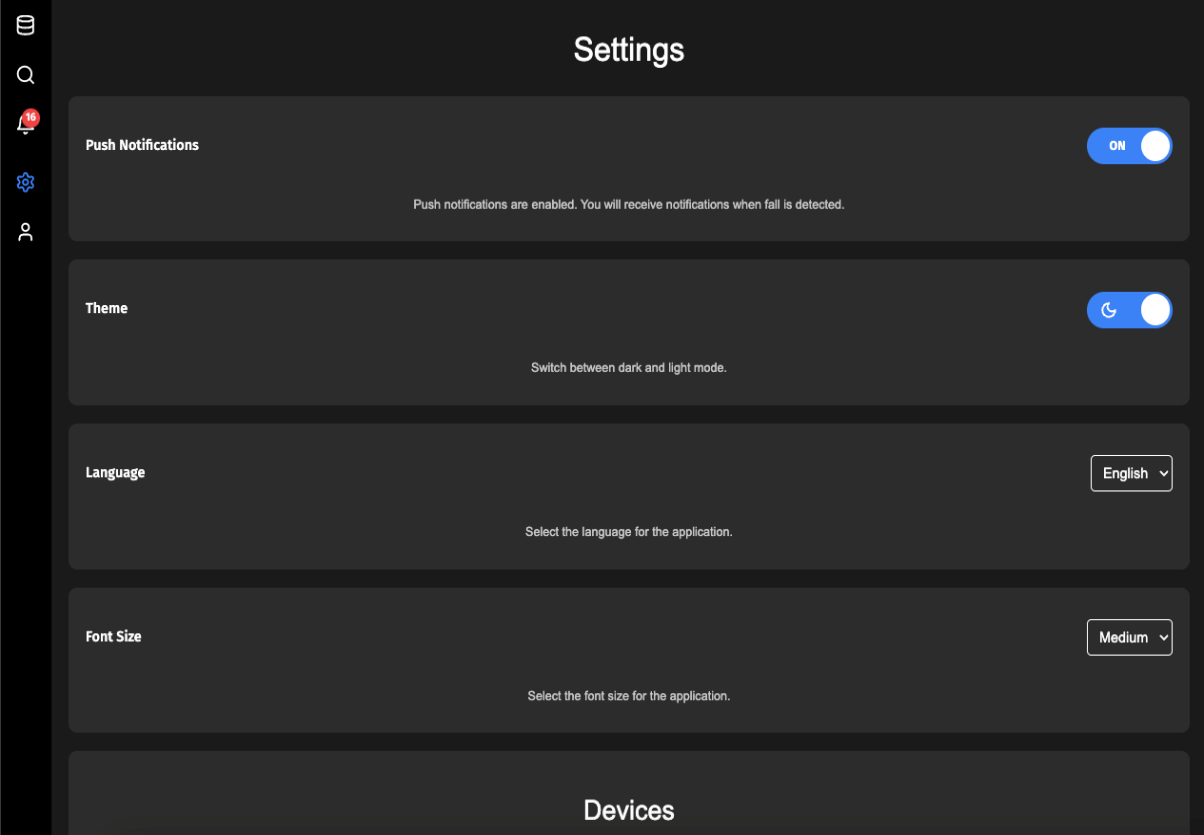 Settings
16
Push Notifications
ON
Push notifications are enabled. You will receive notifications when fall is detected.
Theme
Switch between dark and light mode.
Language
English
Select the language for the application.
Font Size
Medium
Select the font size for the application.
Devices